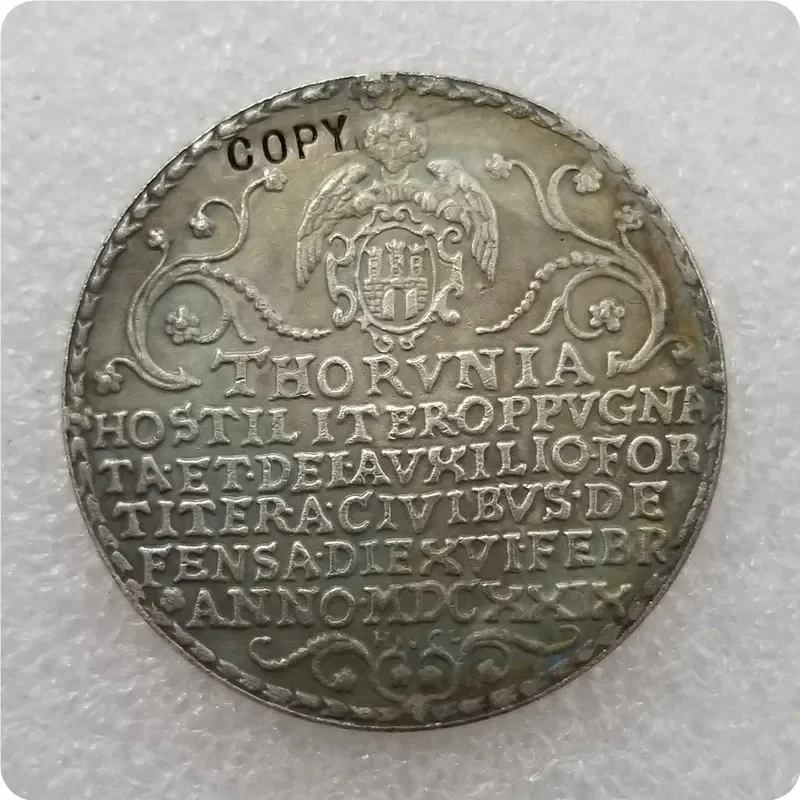 COPY
THORVNIA
HOSTILITER·OPPVGNA
TA·ET·DEI·AVXILIO·FOR
TITER·A·CIVIBVS·DE
FENSA·DIE·XVI·FEBR
ANNO·MDCXXIX
H·S·